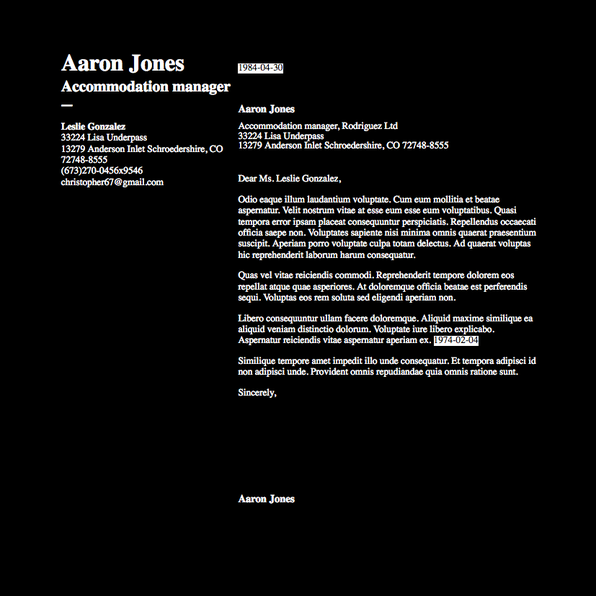 Aaron Jones
Accommodation manager
—
Leslie Gonzalez
33224 Lisa Underpass
13279 Anderson Inlet Schroedershire, CO
72748-8555
(673)270-0456x9546
christopher67@gmail.com
1984-04-30
Aaron Jones
Accommodation manager, Rodriguez Ltd
33224 Lisa Underpass
13279 Anderson Inlet Schroedershire, CO 72748-8555
Dear Ms. Leslie Gonzalez,
Odio eaque illum laudantium voluptate. Cum eum mollitia et beatae
aspernatur. Velit nostrum vitae at esse eum esse eum voluptatibus. Quasi
tempora error ipsam placeat consequuntur perspiciatis. Repellendus occaecati
officia saepe non. Voluptates sapiente nisi minima omnis quaerat praesentium
suscipit. Aperiam porro voluptate culpa totam delectus. Ad quaerat voluptas
hic reprehenderit laborum harum consequatur.
Quas vel vitae reiciendis commodi. Reprehenderit tempore dolorem eos
repellat atque quae asperiores. At doloremque officia beatae est perferendis
sequi. Voluptas eos rem soluta sed eligendi aperiam non.
Libero consequuntur ullam facere doloremque. Aliquid maxime similique ea
aliquid veniam distinctio dolorum. Voluptate iure libero explicabo.
Aspernatur reiciendis vitae aspernatur aperiam ex. 1974-02-04
Similique tempore amet impedit illo unde consequatur. Et tempora adipisci id
non adipisci unde. Provident omnis repudiandae quia omnis ratione sunt.
Sincerely,
Aaron Jones